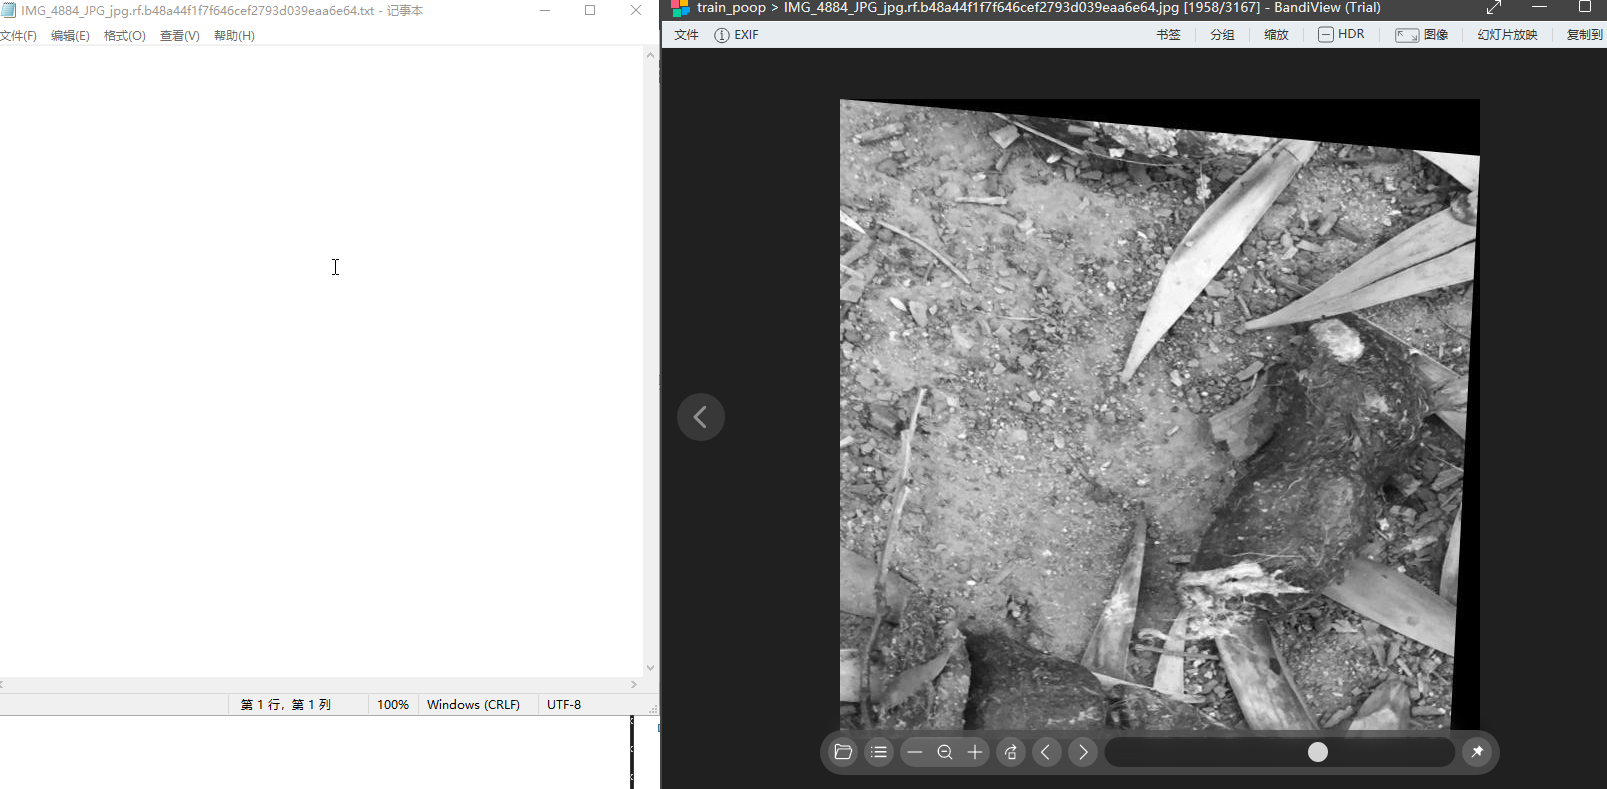 IMG_4884_JPG_jpg.rf.b48a44f1f7f646cef2793d039eaa6e64.txt - 记事本
文件(F) 编辑(E) 格式(O) 查看(V) 帮助(H)
第 1 行，第 1 列 100% Windows (CRLF) UTF-8
train_poop > IMG_4884_JPG_jpg.rf.b48a44f1f7f646cef2793d039eaa6e64.jpg [1958/3167] - BandiView (Trial)
文件 EXIF 书签 分组 缩放 HDR 图像 幻灯片放映 复制到